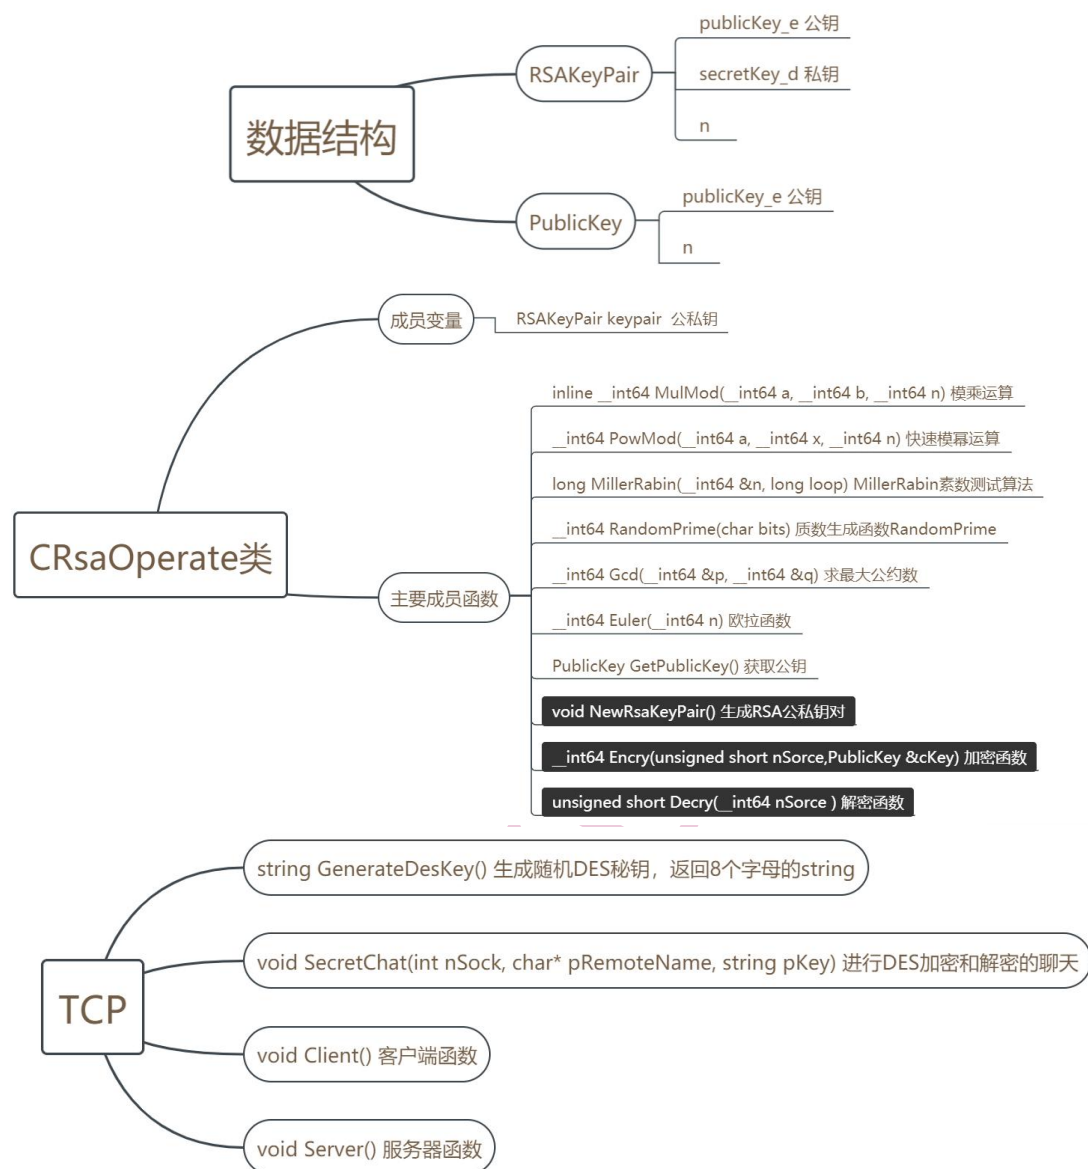 数据结构
RSAKeyPair
publicKey_e 公钥
secretKey_d 私钥
n
PublicKey
publicKey_e 公钥
n
CRsaOperate类
成员变量
RSAKeyPair keypair 公私钥
主要成员函数
inline __int64 MulMod(__int64 a, __int64 b, __int64 n) 模乘运算
__int64 PowMod(__int64 a, __int64 x, __int64 n) 快速模幂运算
long MillerRabin(__int64 &n, long loop) MillerRabin素数测试算法
__int64 RandomPrime(char bits) 质数生成函数RandomPrime
__int64 Gcd(__int64 &p, __int64 &q) 求最大公约数
__int64 Euler(__int64 n) 欧拉函数
PublicKey GetPublicKey() 获取公钥
void NewRsaKeyPair() 生成RSA公私钥对
__int64 Encry(unsigned short nSorce,PublicKey &cKey) 加密函数
unsigned short Decry(__int64 nSorce ) 解密函数
TCP
string GenerateDesKey() 生成随机DES秘钥，返回8个字母的string
void SecretChat(int nSock, char* pRemoteName, string pKey) 进行DES加密和解密的聊天
void Client() 客户端函数
void Server() 服务器函数